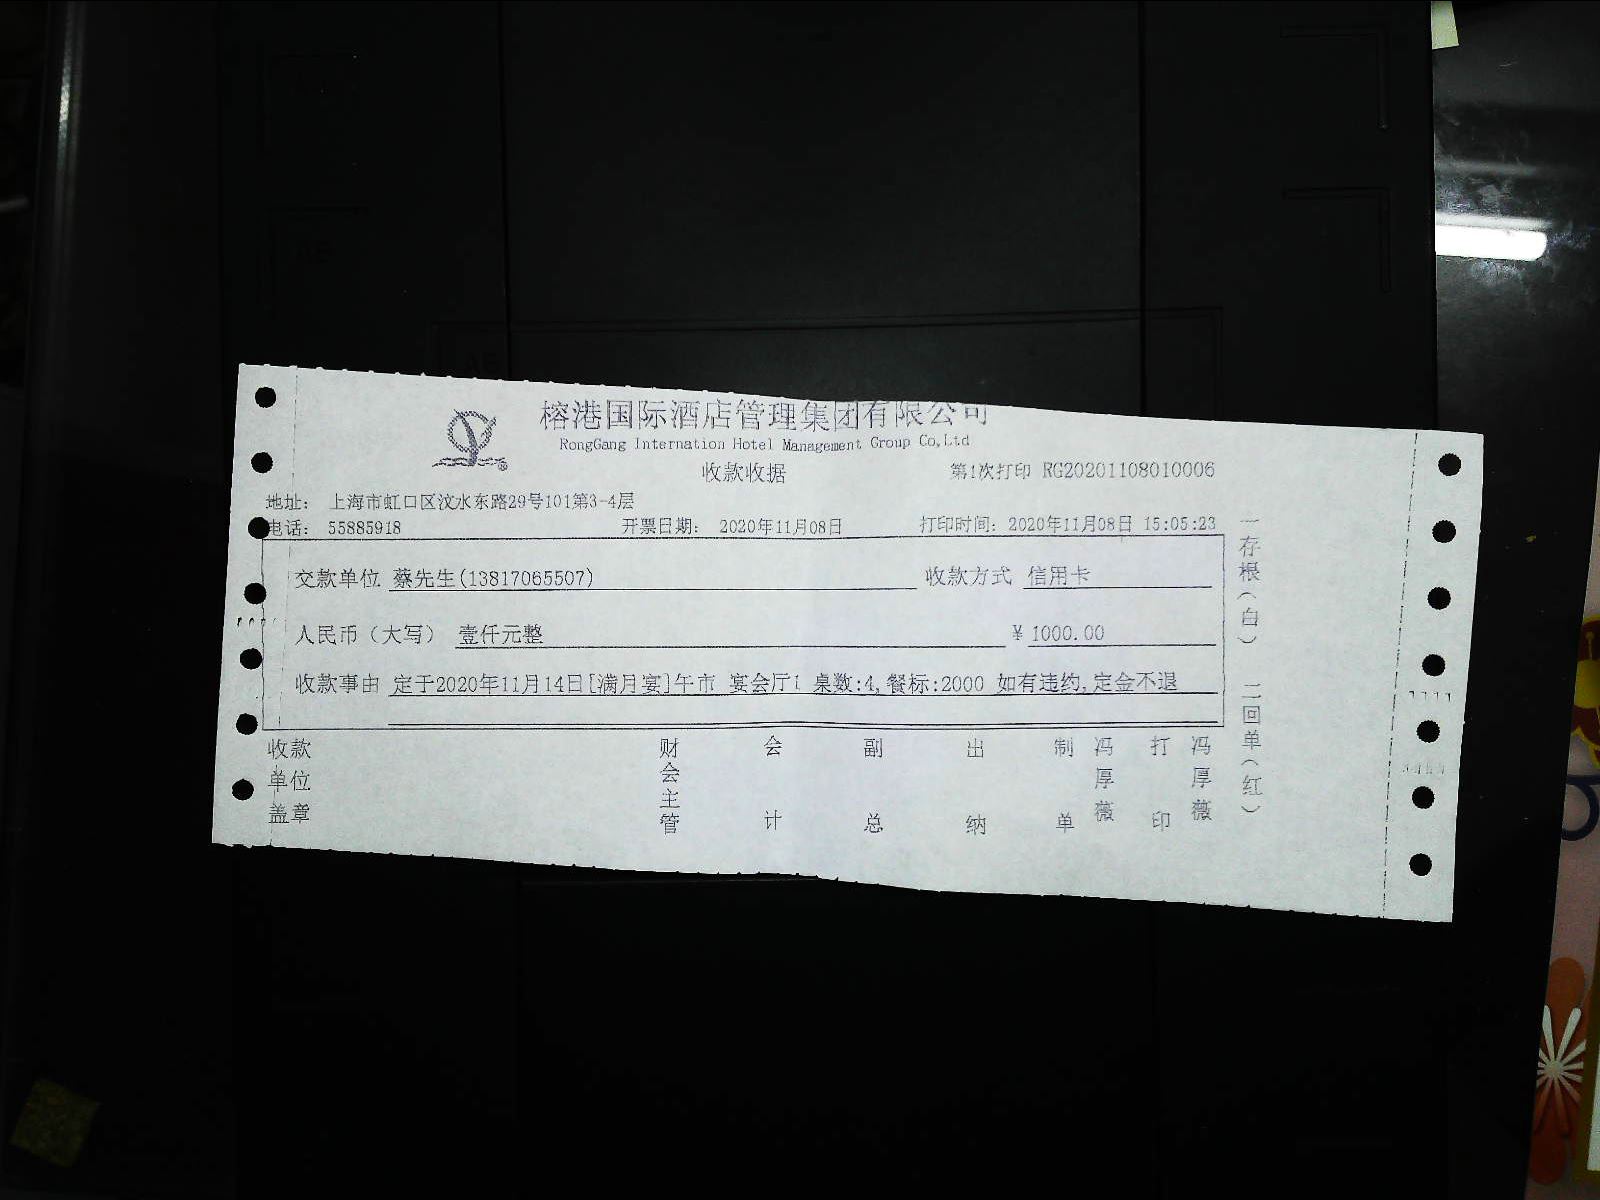 榕港国际酒店管理集团有限公司
RongGang Internation Hotel Management Group Co,Ltd
收款收据
第1次打印 RG20201108010006
地址： 上海市虹口区汶水东路29号101第3-4层
电话： 55885918 开票日期： 2020年11月08日 打印时间：2020年11月08日 15:05:23
交款单位 蔡先生(13817065507) 收款方式 信用卡
人民币（大写） 壹仟元整 ¥ 1000.00
收款事由 定于2020年11月14日[满月宴]午市 宴会厅1 桌数:4,餐标:2000 如有违约,定金不退
收款单位盖章
财会主管
会计
副总
出纳
制单
冯厚薇
打印
冯厚薇
一存根（白） 二回单（红）